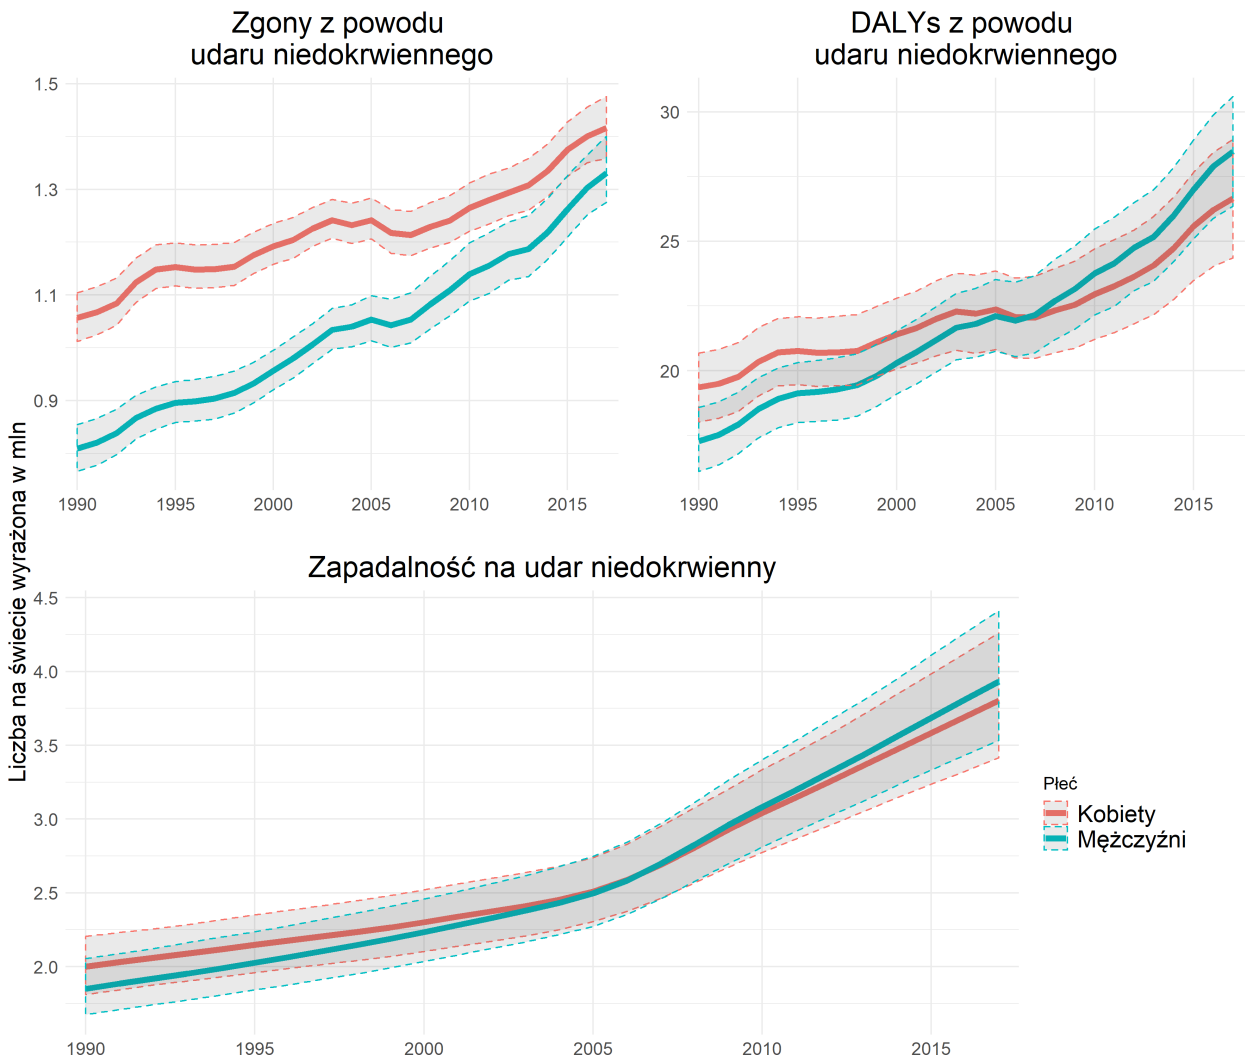 Zgony z powodu
udaru niedokrwiennego
1.5
1.3
1.1
0.9
1990 1995 2000 2005 2010 2015
DALYs z powodu
udaru niedokrwiennego
30
25
20
1990 1995 2000 2005 2010 2015
Liczba na świecie wyrażona w mln
Zapadalność na udar niedokrwienny
4.5
4.0
3.5
3.0
2.5
2.0
1990 1995 2000 2005 2010 2015
Płeć
Kobiety
Mężczyźni